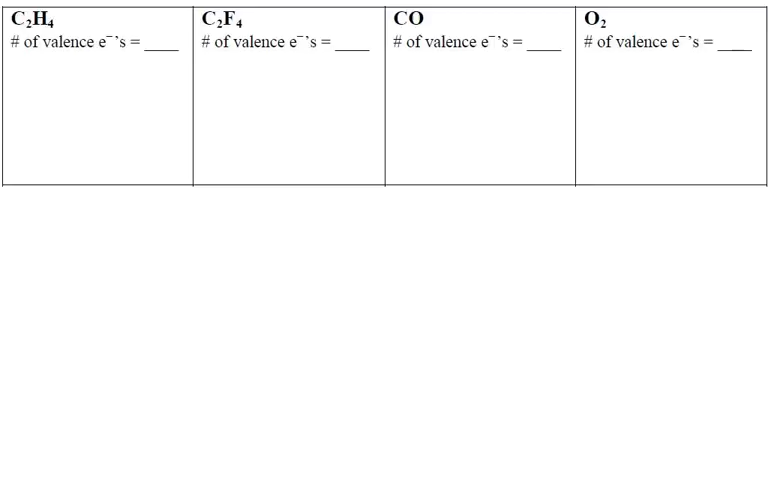 C₂H₄
# of valence e⁻'s = ____
C₂F₄
# of valence e⁻'s = ____
CO
# of valence e⁻'s = ____
O₂
# of valence e⁻'s = ____